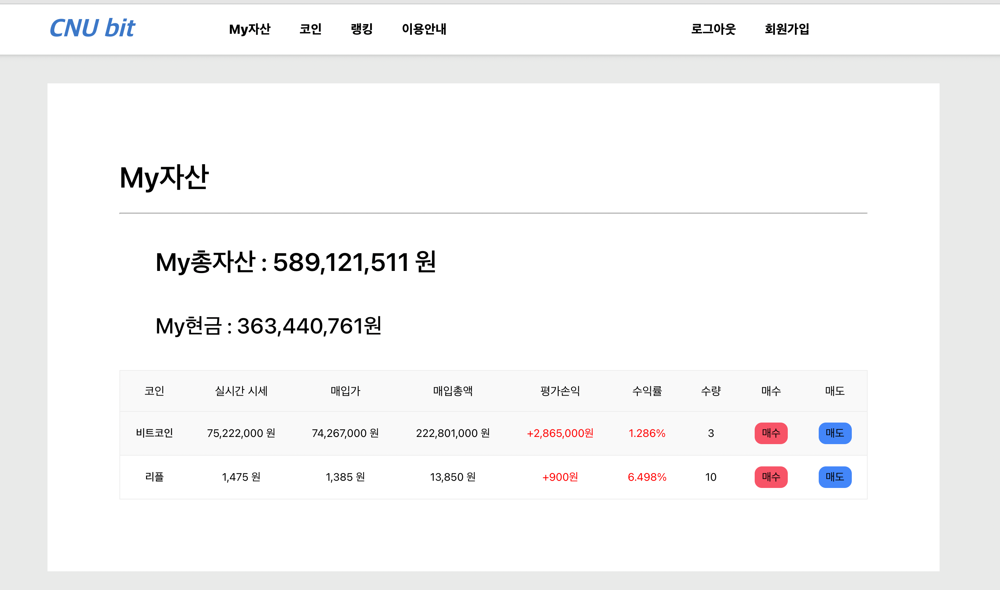 CNU bit My자산 코인 랭킹 이용안내 로그아웃 회원가입
My자산
My총자산 : 589,121,511 원
My현금 : 363,440,761원
코인 실시간 시세 매입가 매입총액 평가손익 수익률 수량 매수 매도
비트코인 75,222,000 원 74,267,000 원 222,801,000 원 +2,865,000원 1.286% 3 매수 매도
리플 1,475 원 1,385 원 13,850 원 +900원 6.498% 10 매수 매도